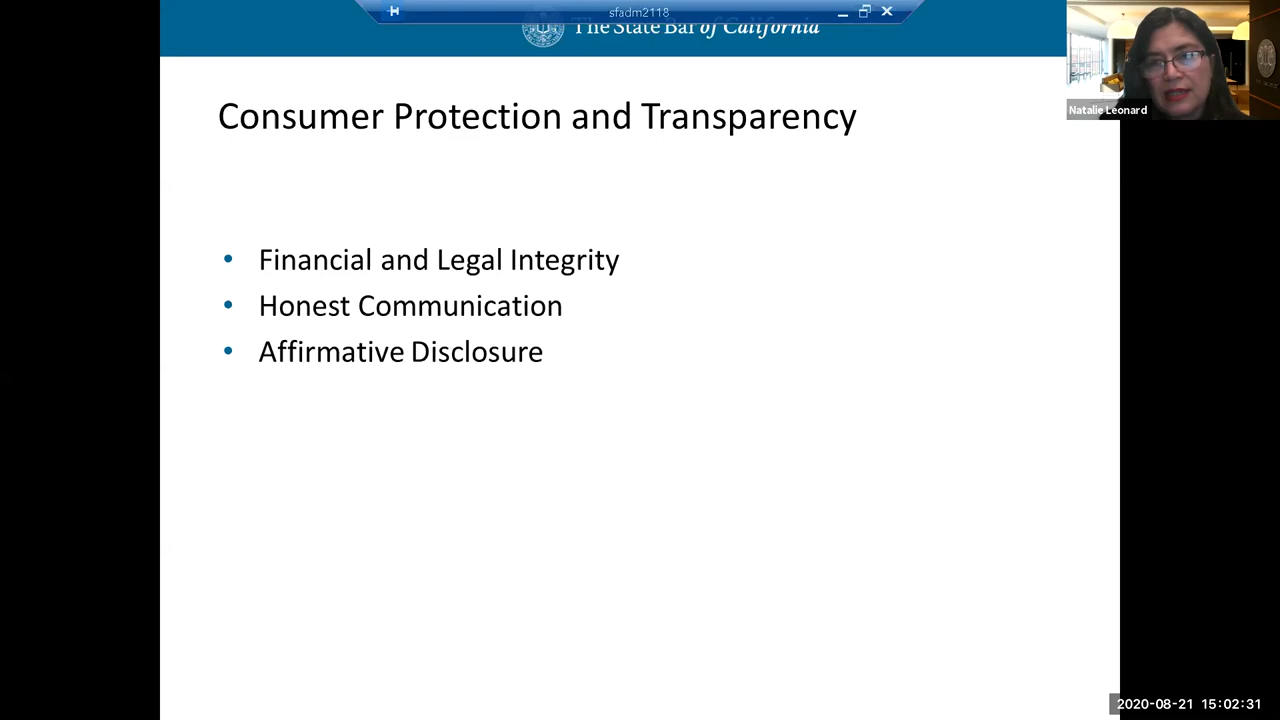 sfadm2118
The State Bar of California
Natalie Leonard
Consumer Protection and Transparency
• Financial and Legal Integrity
• Honest Communication
• Affirmative Disclosure
2020-08-21 15:02:31